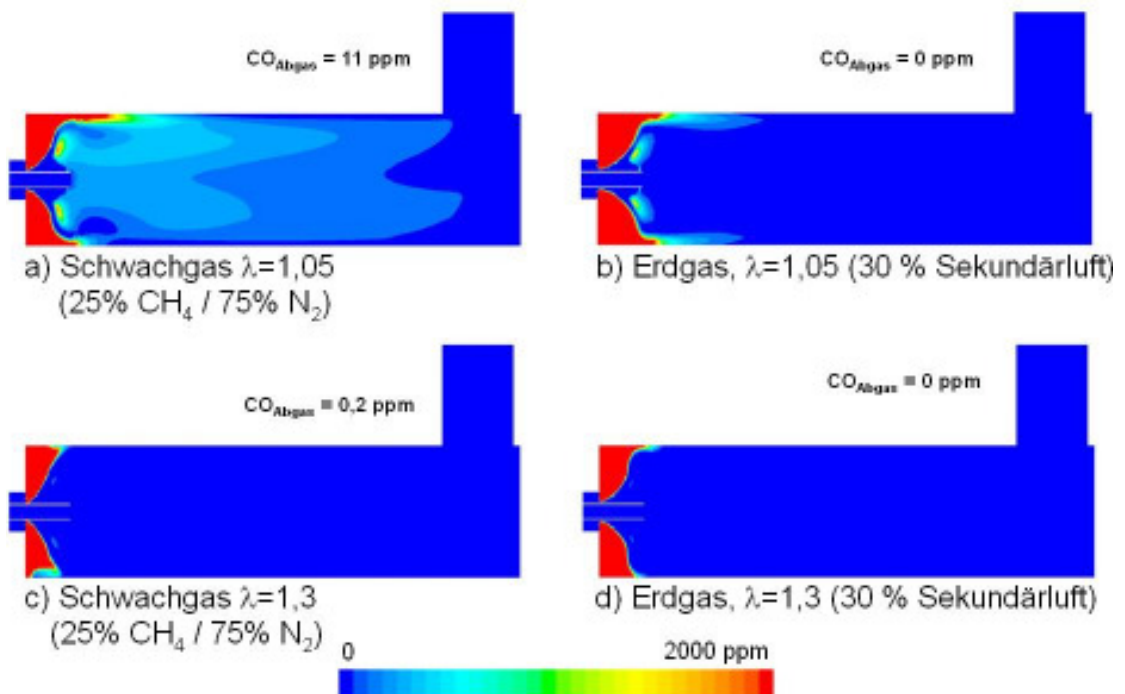 CO_Abgas = 11 ppm
CO_Abgas = 0 ppm
a) Schwachgas λ=1,05
(25% CH₄ / 75% N₂)
b) Erdgas, λ=1,05 (30 % Sekundärluft)
CO_Abgas = 0,2 ppm
CO_Abgas = 0 ppm
c) Schwachgas λ=1,3
(25% CH₄ / 75% N₂)
d) Erdgas, λ=1,3 (30 % Sekundärluft)
0 2000 ppm